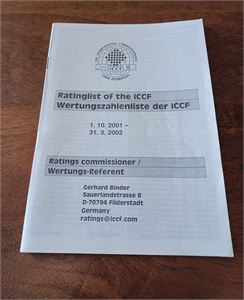 ICCF
Ratinglist of the ICCF
Wertungszahlenliste der ICCF
1. 10. 2001 –
31. 3. 2002
Ratings commissioner /
Wertungs-Referent
Gerhard Binder
Sauerlandstrasse 8
D-70794 Filderstadt
Germany
ratings@iccf.com